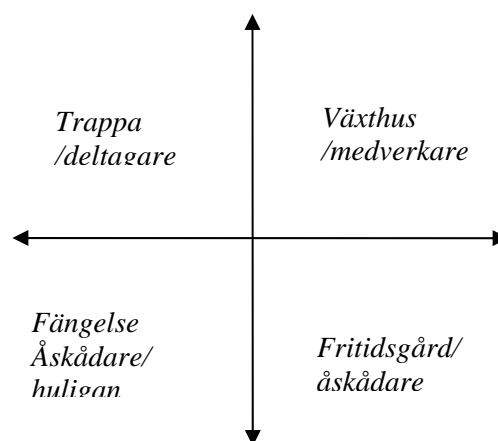 Trappa
/deltagare
Växthus
/medverkare
Fängelse
Åskådare/
huligan
Fritidsgård/
åskådare